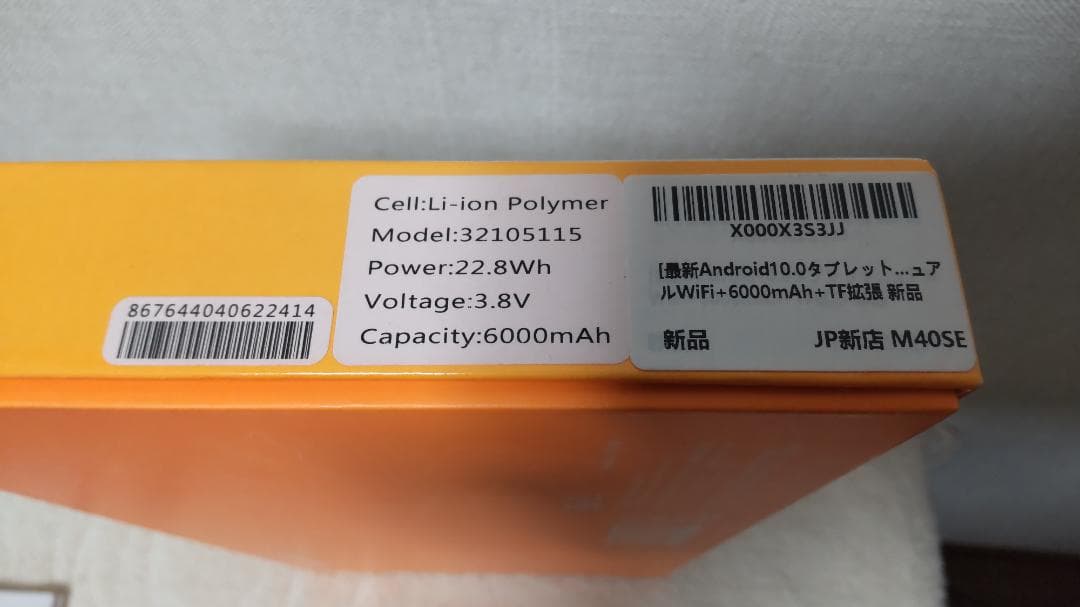 867644040622414
Cell:Li-ion Polymer
Model:32105115
Power:22.8Wh
Voltage:3.8V
Capacity:6000mAh
X000X3S3JJ
[最新Android10.0タブレット...ュア
ルWiFi+6000mAh+TF拡張 新品
新品 JP新店 M40SE